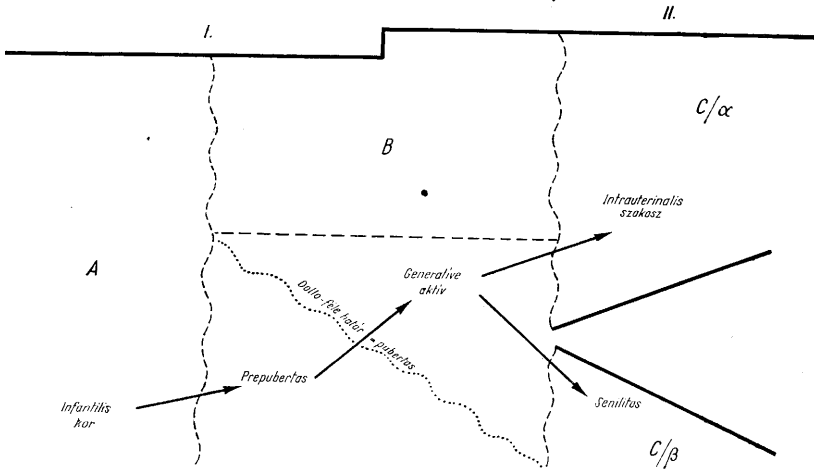 I.
II.
C/α
B
Intrauterinalis
szakasz
A
Generative
aktiv
Dollo-féle határ = pubertas
Prepubertas
Infantilis
kor
Senilitas
C/β